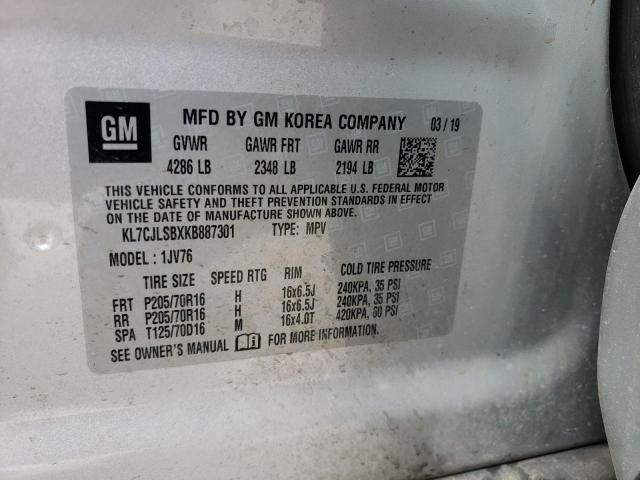 GM
MFD BY GM KOREA COMPANY 03 / 19
GVWR GAWR FRT GAWR RR
4286 LB 2348 LB 2194 LB
THIS VEHICLE CONFORMS TO ALL APPLICABLE U.S. FEDERAL MOTOR
VEHICLE SAFETY AND THEFT PREVENTION STANDARDS IN EFFECT
ON THE DATE OF MANUFACTURE SHOWN ABOVE.
KL7CJLSBXKB887301 TYPE: MPV
MODEL : 1JV76
TIRE SIZE SPEED RTG RIM COLD TIRE PRESSURE
FRT P205/70R16 H 16x6.5J 240KPA, 35 PSI
RR P205/70R16 H 16x6.5J 240KPA, 35 PSI
SPA T125/70D16 M 16x4.0T 420KPA, 60 PSI
SEE OWNER'S MANUAL FOR MORE INFORMATION.